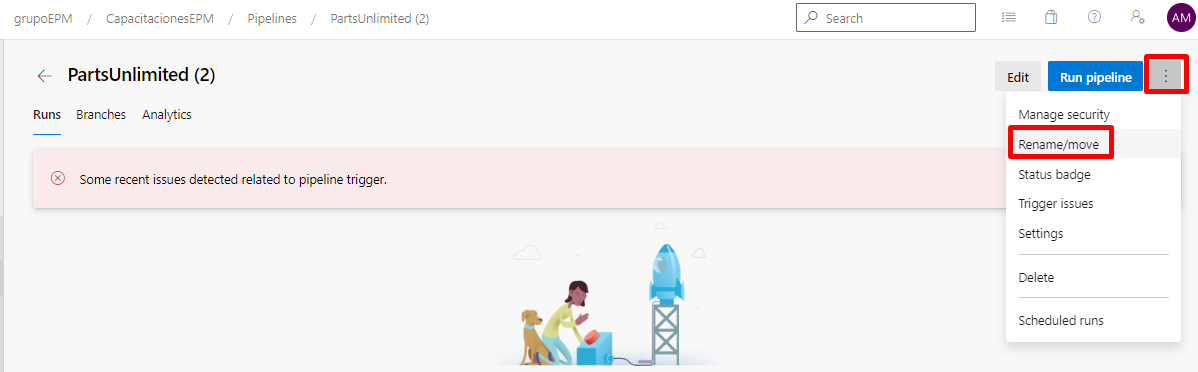 grupoEPM / CapacitacionesEPM / Pipelines / PartsUnlimited (2)
Search
AM
PartsUnlimited (2)
Edit
Run pipeline
Runs Branches Analytics
Some recent issues detected related to pipeline trigger.
Manage security
Rename/move
Status badge
Trigger issues
Settings
Delete
Scheduled runs